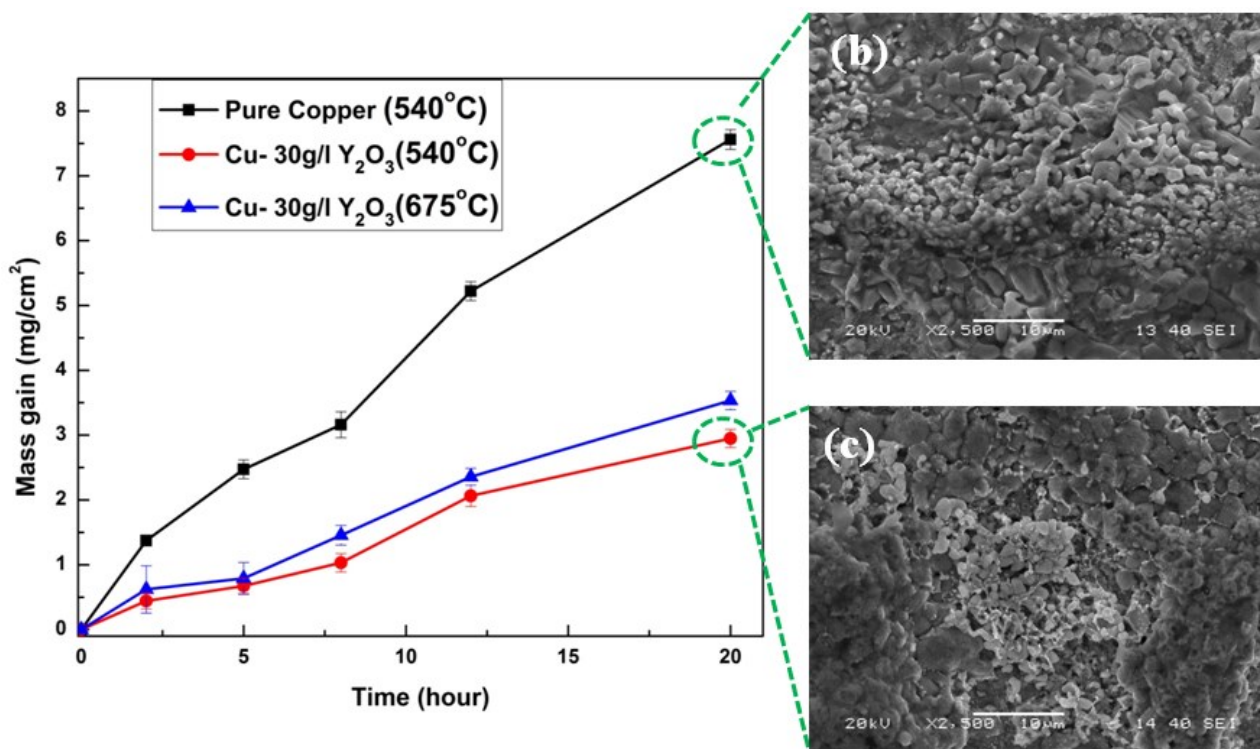 Pure Copper (540°C)
Cu- 30g/l Y₂O₃(540°C)
Cu- 30g/l Y₂O₃(675°C)
Mass gain (mg/cm²)
8
7
6
5
4
3
2
1
0
0 5 10 15 20
Time (hour)
(b)
20kV X2,500 10μm 13 40 SEI
(c)
20kV X2,500 10μm 14 40 SEI